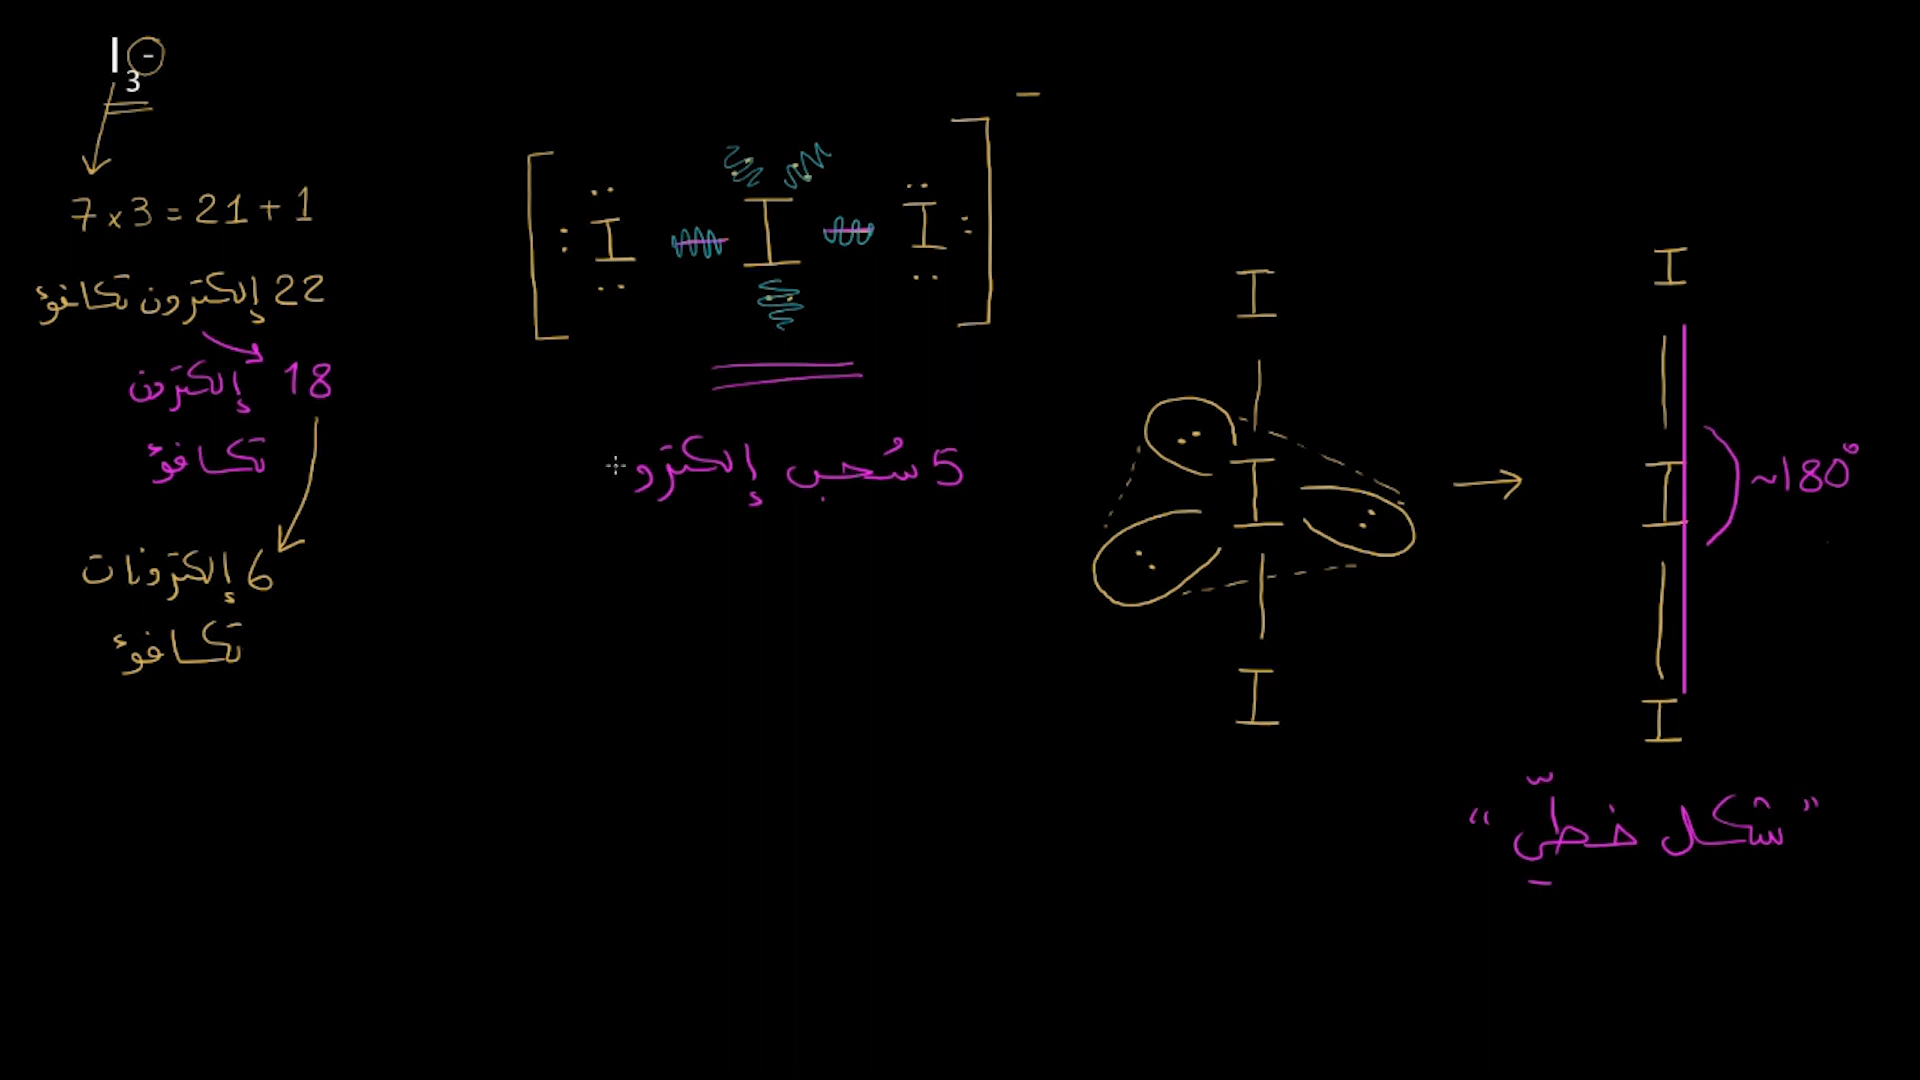 I₃⁻
7 x 3 = 21 + 1
22 إلكترون تكافؤ
18 إلكترون
تكافؤ
6 إلكترونات
تكافؤ
[:I — I — I:]⁻
5 سُحب إلكترو
I
I
I
I
I
I
~180°
"شكل خطّيّ"